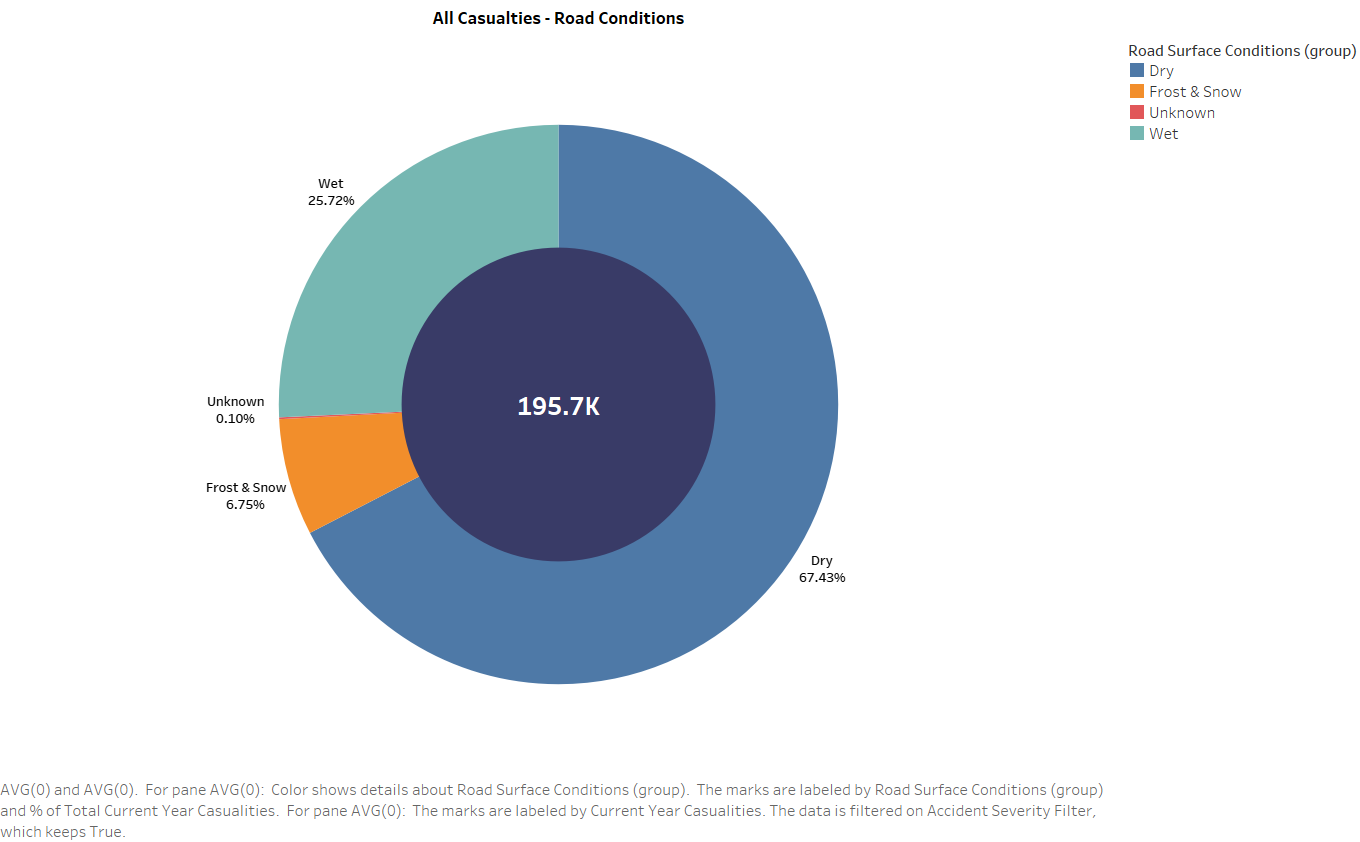 All Casualties - Road Conditions
Road Surface Conditions (group)
Dry
Frost & Snow
Unknown
Wet
Wet
25.72%
Unknown
0.10%
195.7K
Frost & Snow
6.75%
Dry
67.43%
AVG(0) and AVG(0).  For pane AVG(0):  Color shows details about Road Surface Conditions (group).  The marks are labeled by Road Surface Conditions (group)
and % of Total Current Year Casualities.  For pane AVG(0):  The marks are labeled by Current Year Casualities. The data is filtered on Accident Severity Filter,
which keeps True.